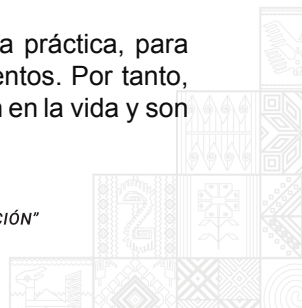 a práctica, para
entos. Por tanto,
en la vida y son
CIÓN"